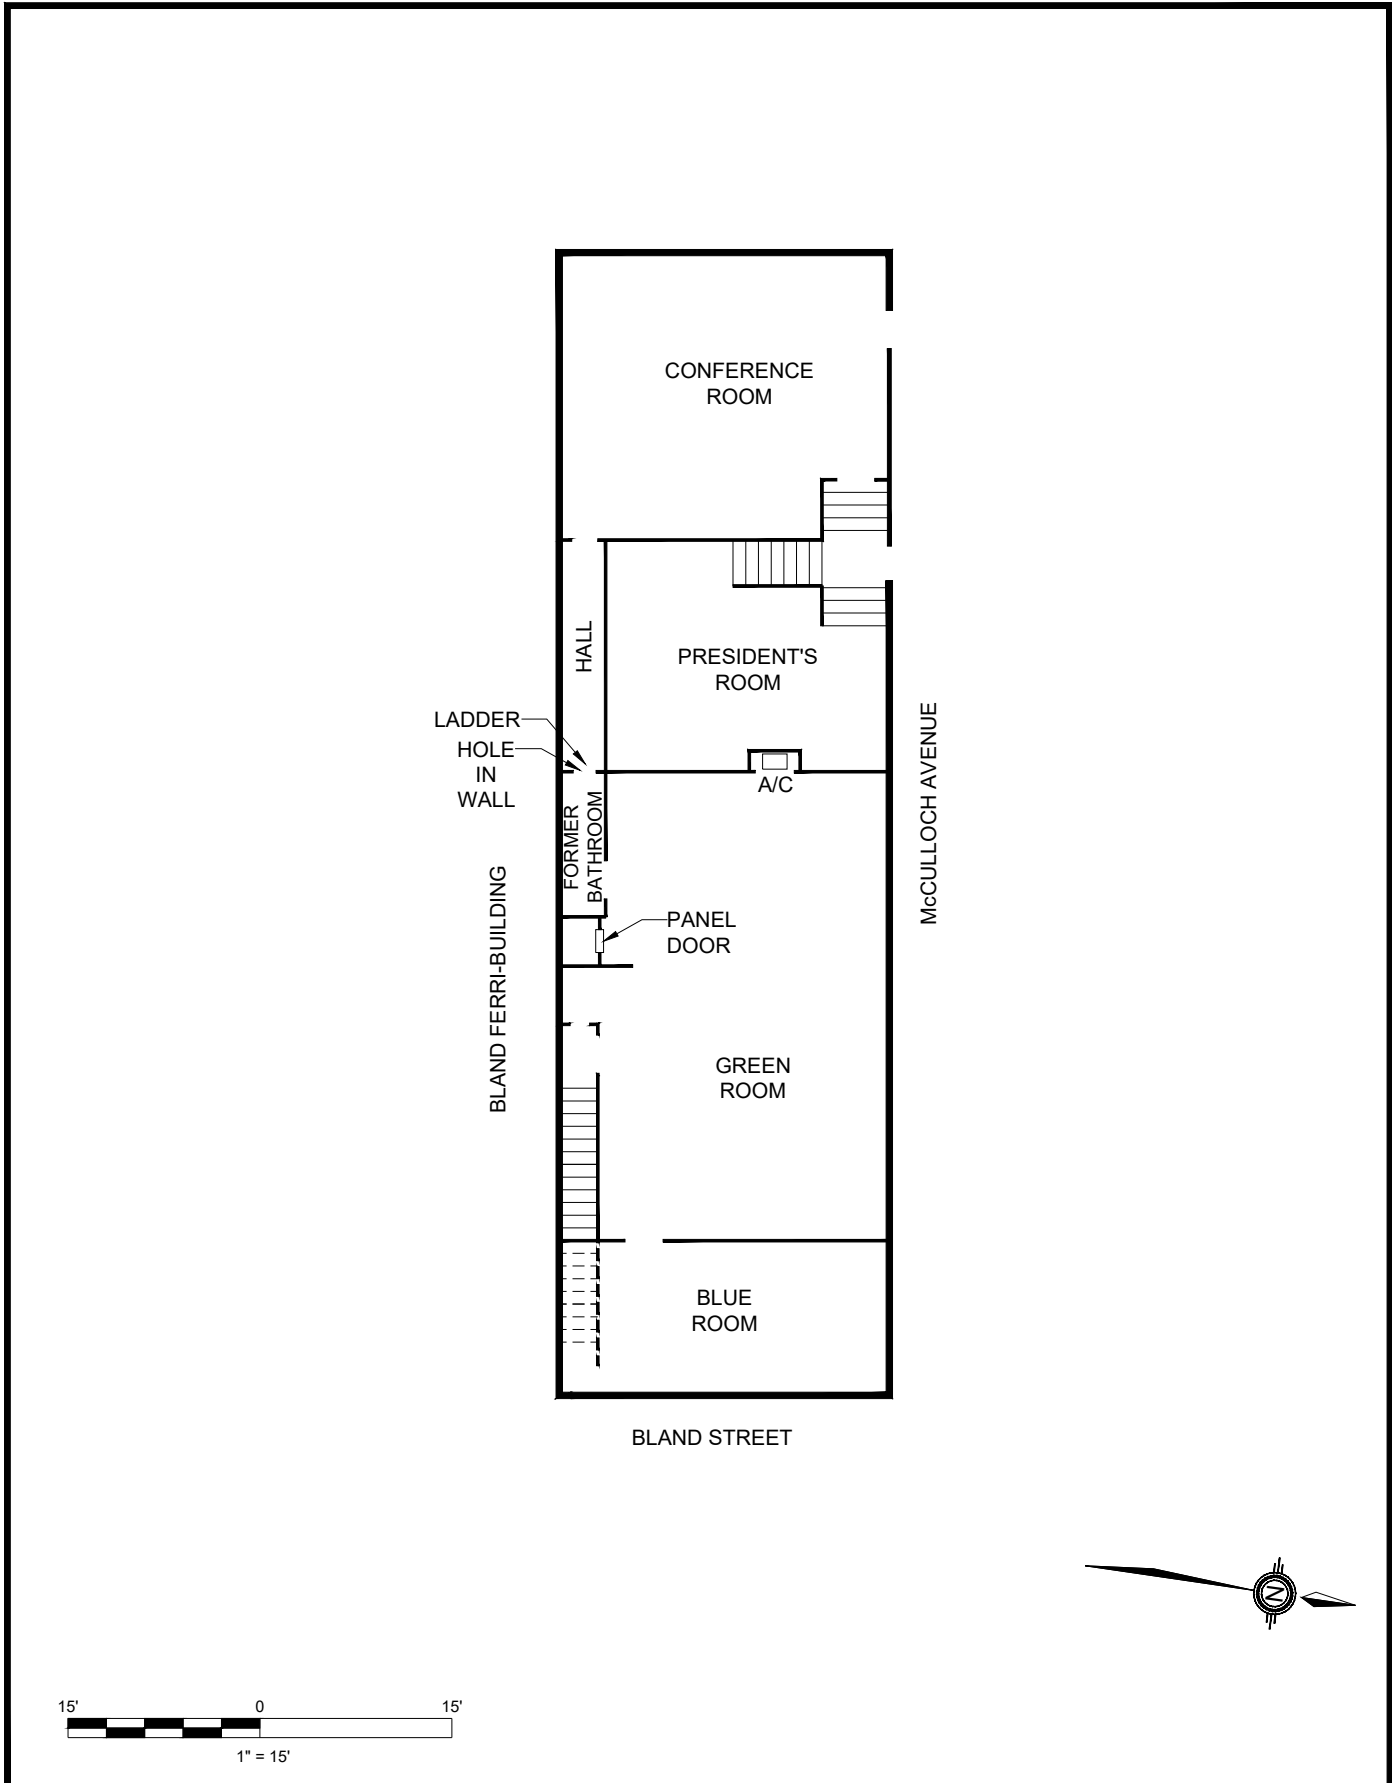 CONFERENCE
ROOM
HALL
PRESIDENT'S
ROOM
LADDER
HOLE
IN
WALL
A/C
McCULLOCH AVENUE
FORMER
BATHROOM
BLAND FERRI-BUILDING
PANEL
DOOR
GREEN
ROOM
BLUE
ROOM
BLAND STREET
N
15' 0 15'
1" = 15'